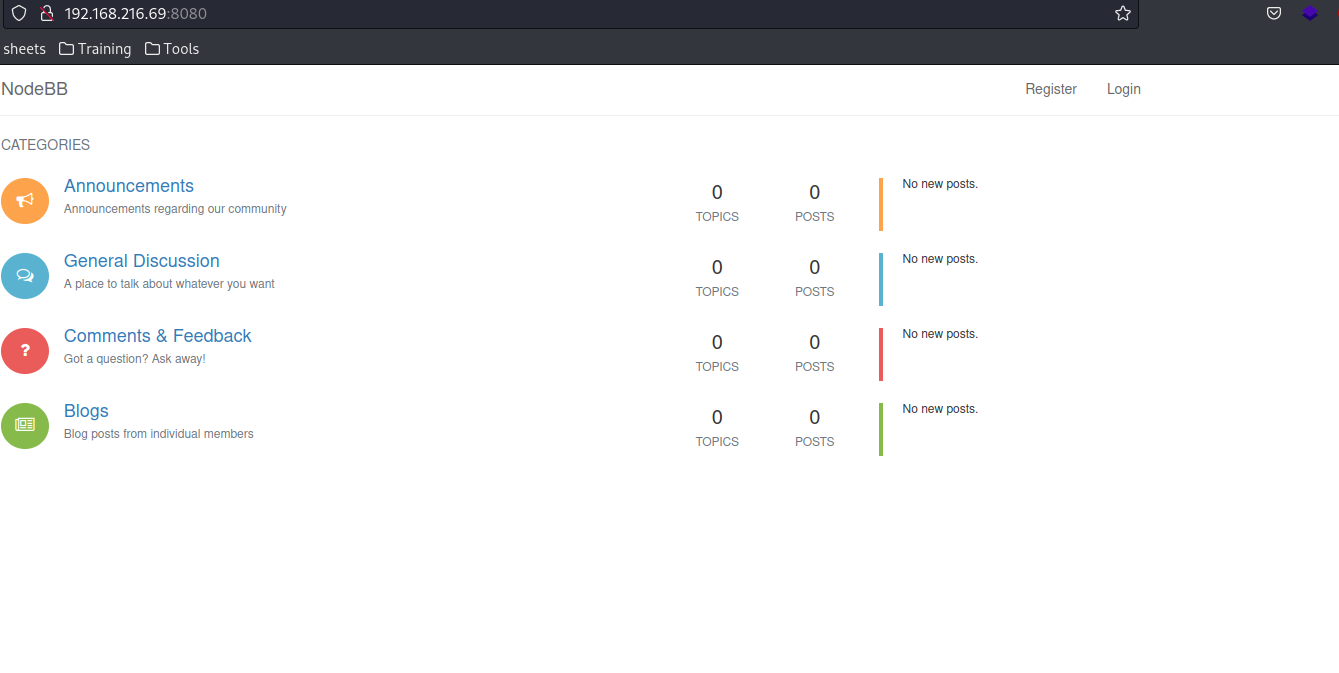 192.168.216.69:8080
sheets Training Tools
NodeBB Register Login
CATEGORIES
Announcements
Announcements regarding our community
0 TOPICS
0 POSTS
No new posts.
General Discussion
A place to talk about whatever you want
0 TOPICS
0 POSTS
No new posts.
?
Comments & Feedback
Got a question? Ask away!
0 TOPICS
0 POSTS
No new posts.
Blogs
Blog posts from individual members
0 TOPICS
0 POSTS
No new posts.